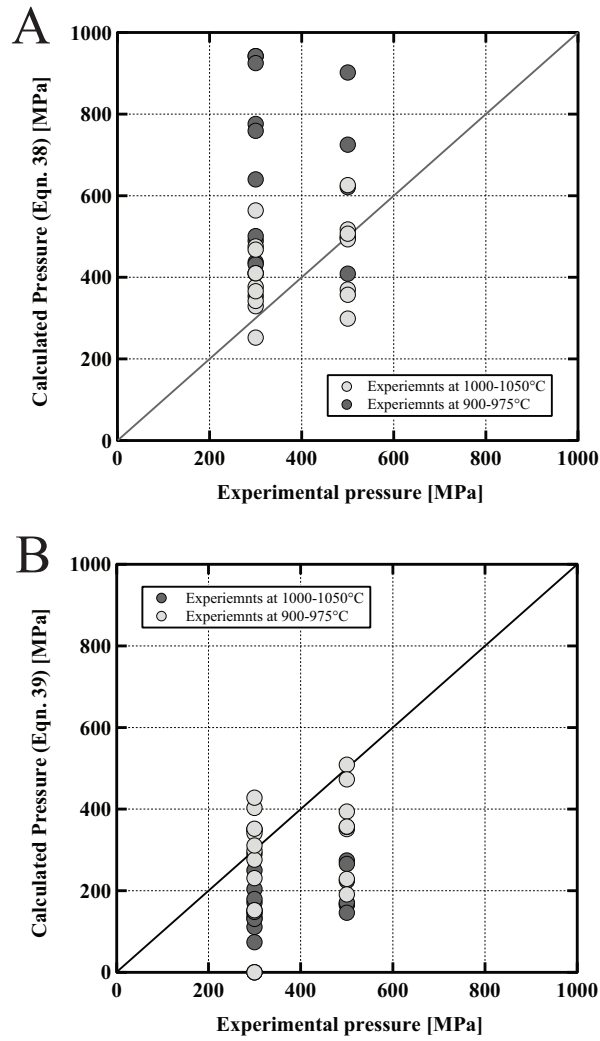 A
1000
800
600
400
200
0
Calculated Pressure (Eqn. 38) [MPa]
Experiemnts at 1000-1050°C
Experiemnts at 900-975°C
0 200 400 600 800 1000
Experimental pressure [MPa]
B
1000
800
600
400
200
0
Calculated Pressure (Eqn. 39) [MPa]
Experiemnts at 1000-1050°C
Experiemnts at 900-975°C
0 200 400 600 800 1000
Experimental pressure [MPa]